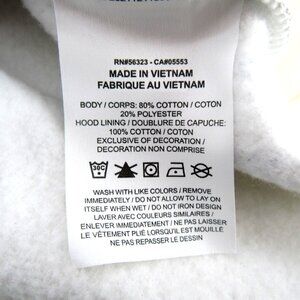 RN#56323 - CA#05553
MADE IN VIETNAM
FABRIQUE AU VIETNAM
BODY / CORPS: 80% COTTON / COTON
20% POLYESTER
HOOD LINING / DOUBLURE DE CAPUCHE:
100% COTTON / COTON
EXCLUSIVE OF DECORATION /
DECORATION NON COMPRISE
30C
WASH WITH LIKE COLORS / REMOVE
IMMEDIATELY / DO NOT ALLOW TO LAY ON
ITSELF WHEN WET / DO NOT IRON DESIGN
LAVER AVEC COULEURS SIMILAIRES /
ENLEVER IMMÉDIATEMENT / NE PAS LAISSER
LE VÊTEMENT PLIÉ LORSQU'IL EST MOUILLÉ
NE PAS REPASSER LE DESSIN